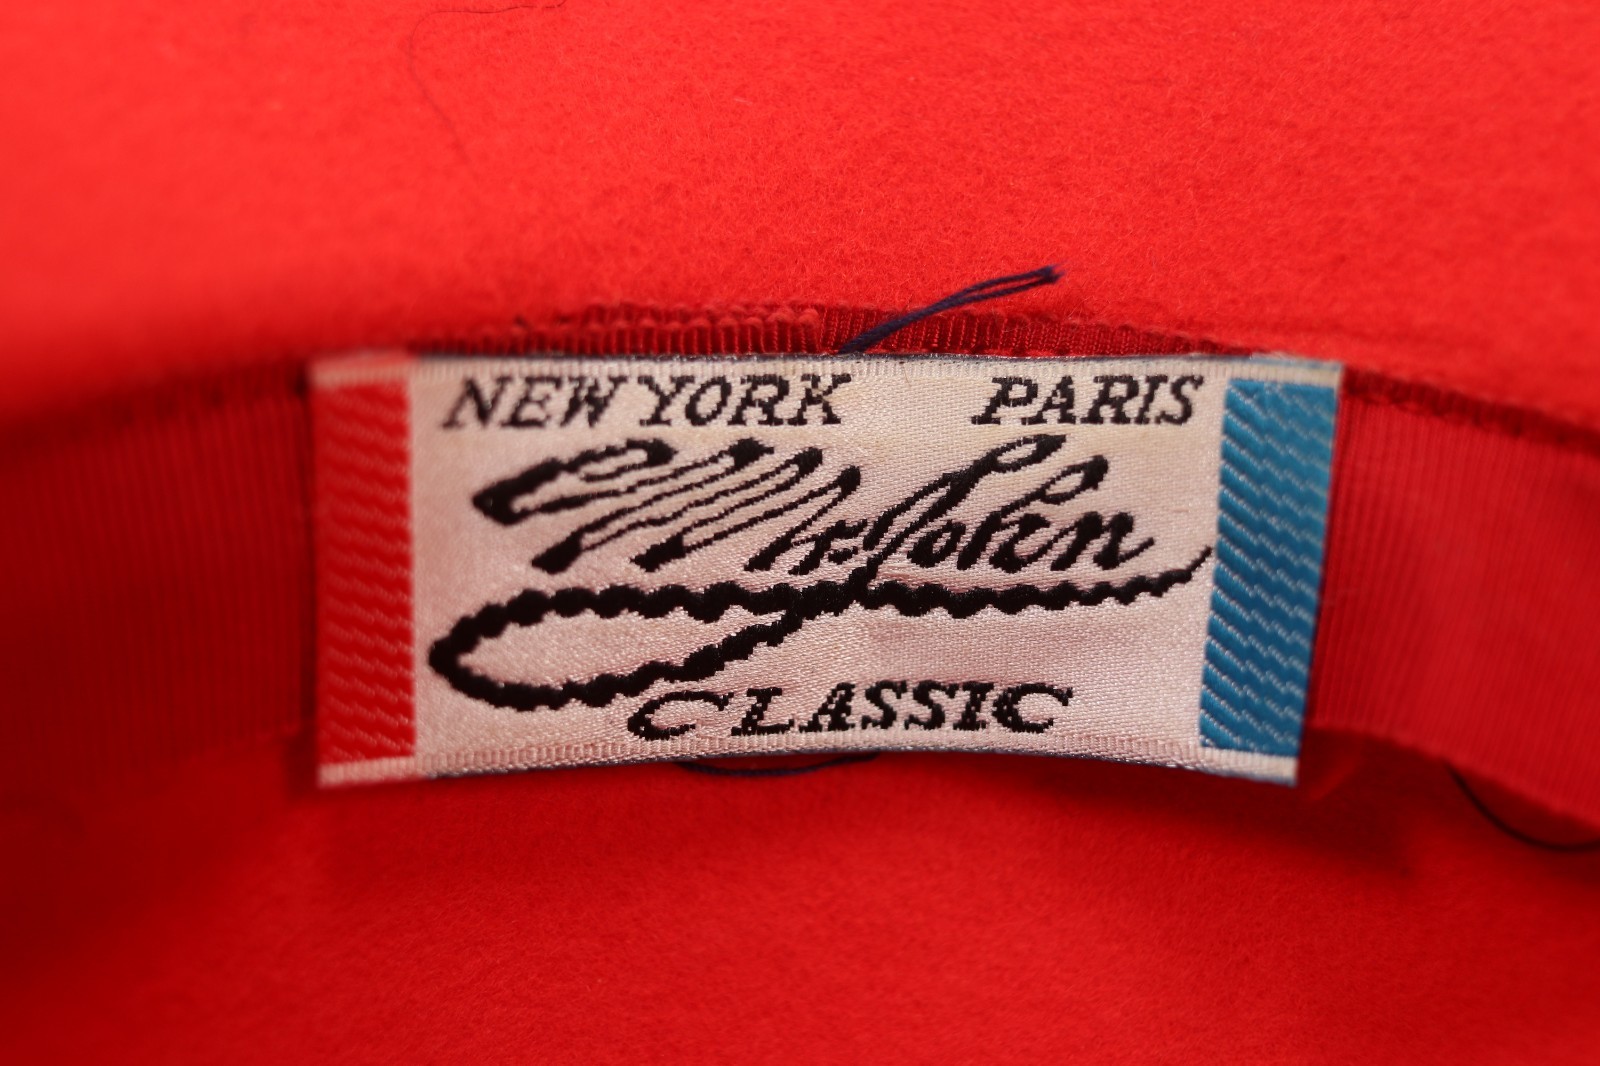 NEW YORK PARIS
Mr. John
CLASSIC